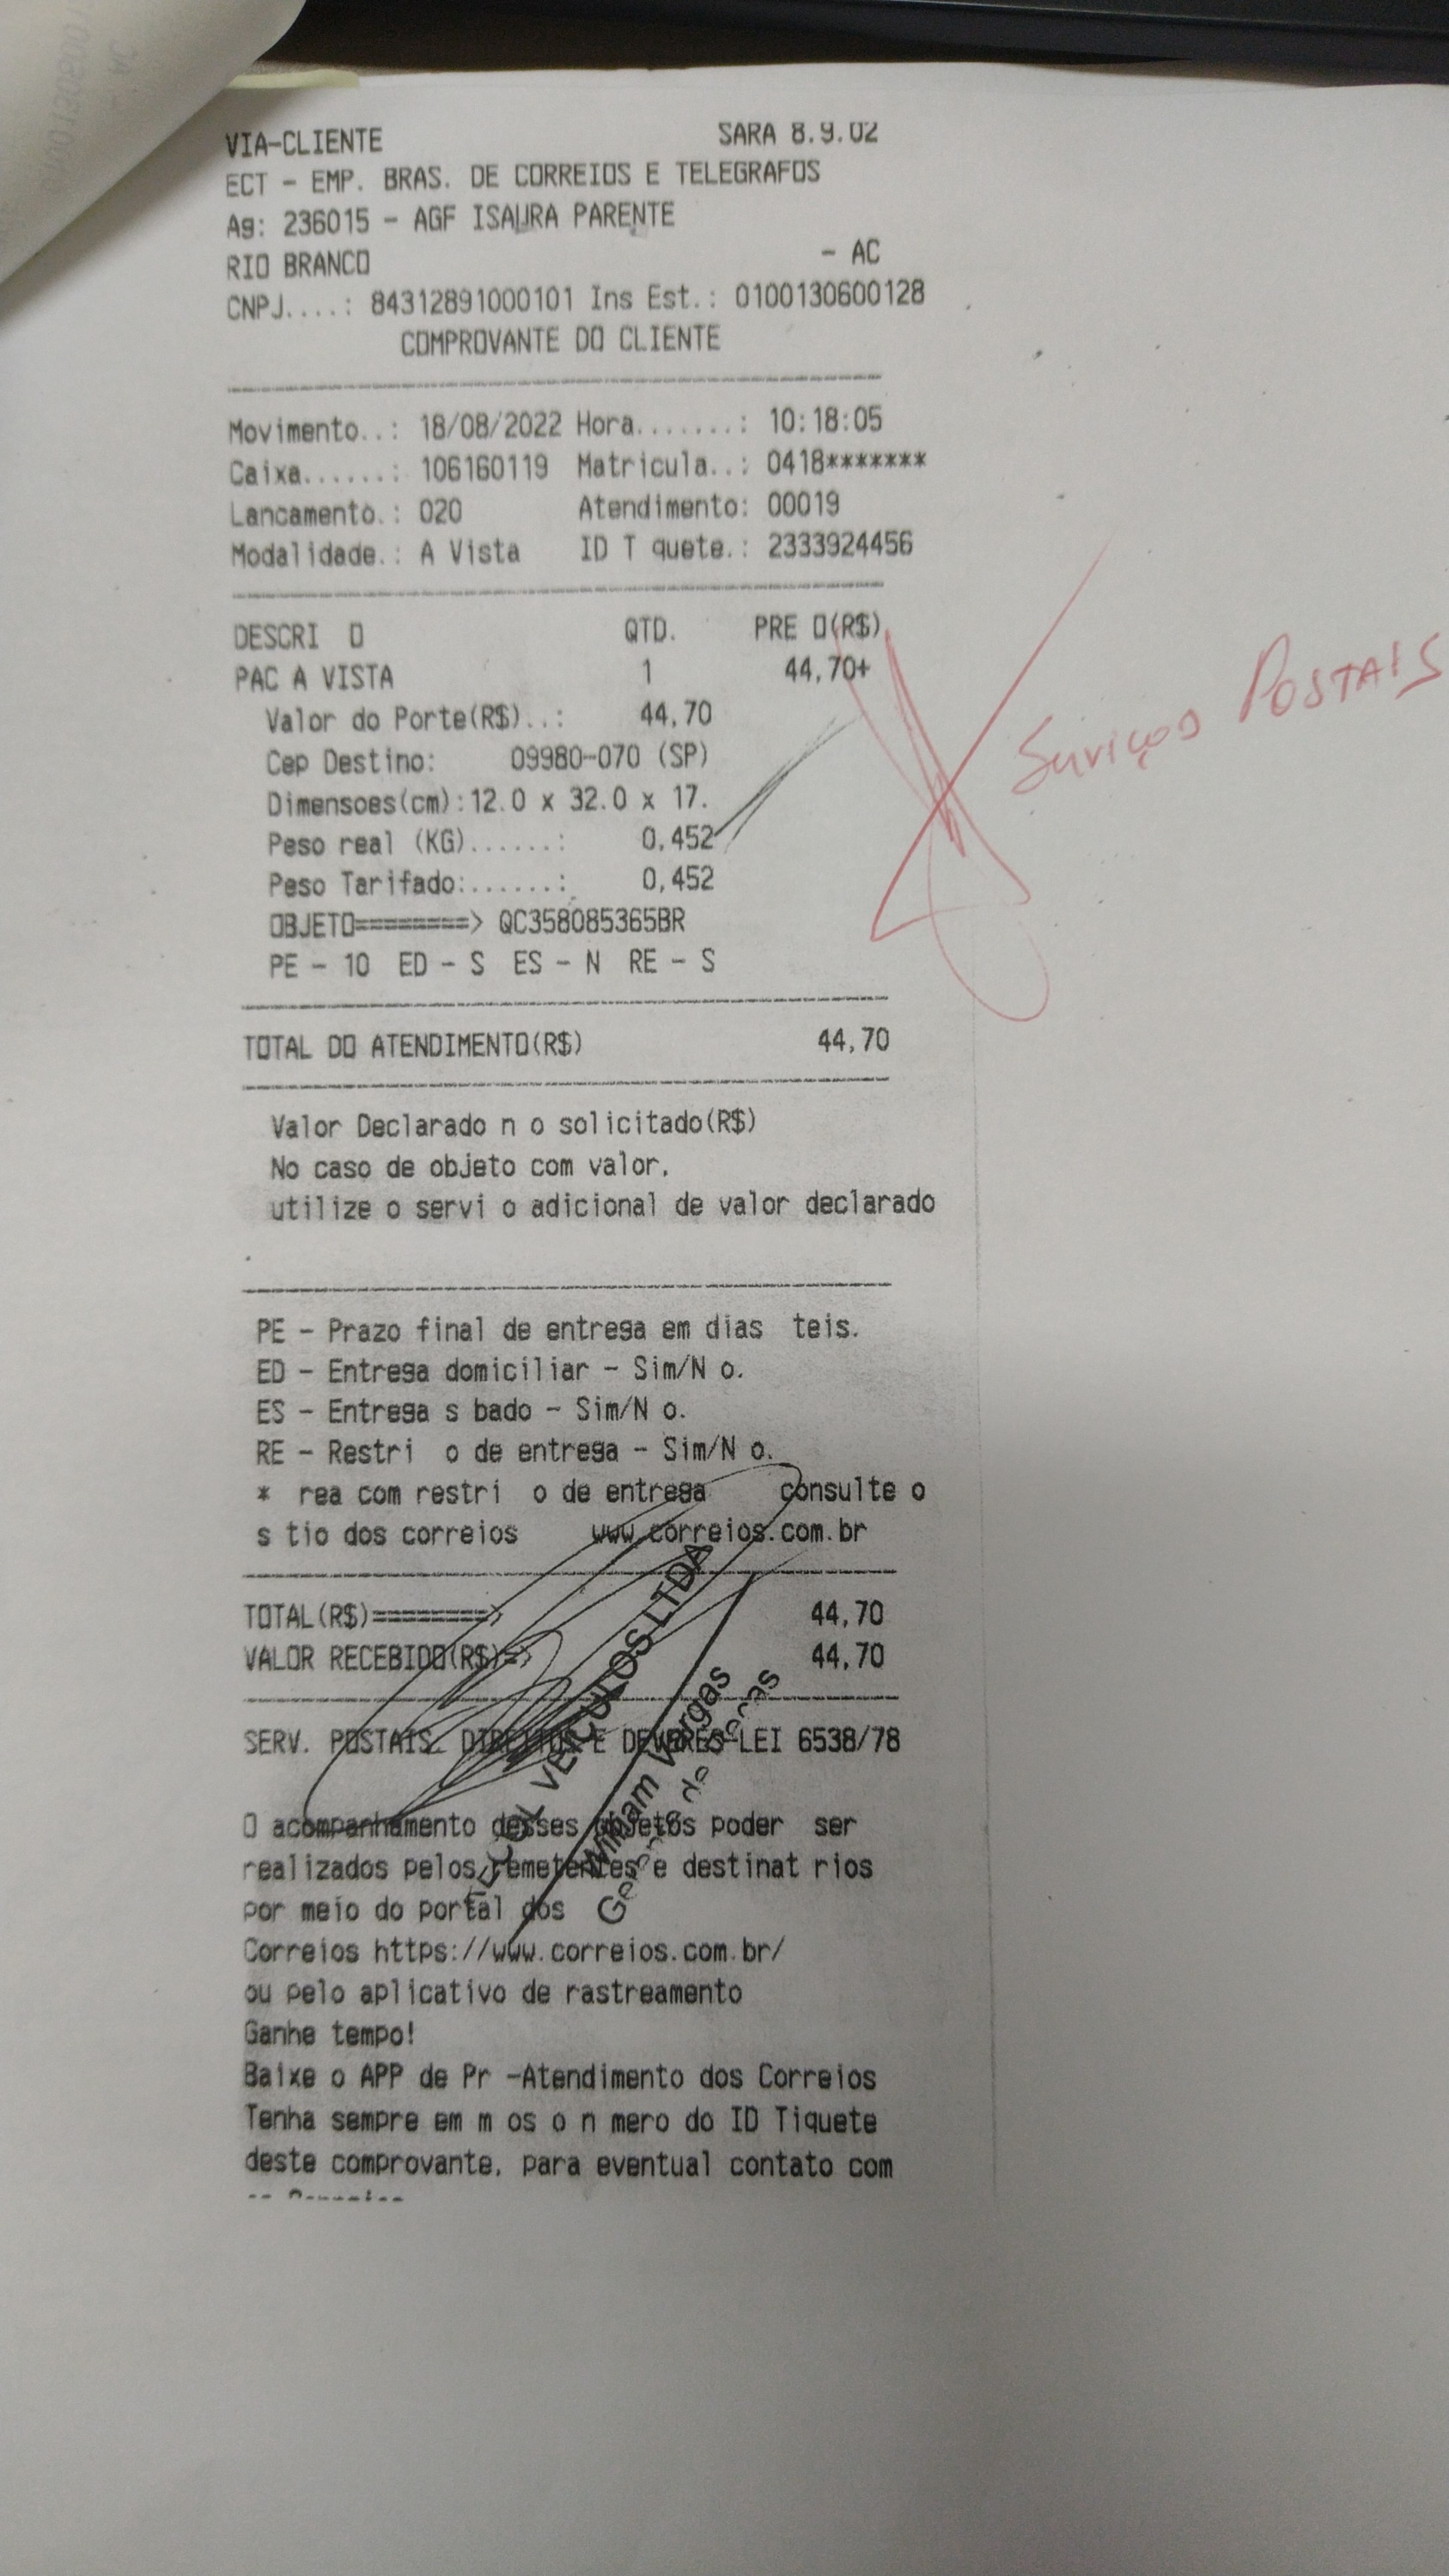 VIA-CLIENTE SARA 8.9.02
ECT - EMP. BRAS. DE CORREIOS E TELEGRAFOS
Ag: 236015 - AGF ISAURA PARENTE
RIO BRANCO - AC
CNPJ....: 84312891000101 Ins Est.: 0100130600128
COMPROVANTE DO CLIENTE
Movimento..: 18/08/2022 Hora.......: 10:18:05
Caixa......: 106160119 Matricula..: 0418*******
Lancamento.: 020 Atendimento: 00019
Modalidade.: A Vista ID T quete.: 2333924456
DESCRI O QTD. PRE O(R$)
PAC A VISTA 1 44,70+
Valor do Porte(R$)..: 44,70
Cep Destino: 09980-070 (SP)
Dimensoes(cm):12.0 x 32.0 x 17.
Peso real (KG)......: 0,452
Peso Tarifado:......: 0,452
OBJETO========> QC358085365BR
PE - 10 ED - S ES - N RE - S
Serviços POSTAIS
TOTAL DO ATENDIMENTO(R$) 44,70
Valor Declarado n o solicitado(R$)
No caso de objeto com valor,
utilize o servi o adicional de valor declarado
.
PE - Prazo final de entrega em dias teis.
ED - Entrega domiciliar - Sim/N o.
ES - Entrega s bado - Sim/N o.
RE - Restri o de entrega - Sim/N o.
* rea com restri o de entrega consulte o
s tio dos correios www.correios.com.br
TOTAL(R$)========> 44,70
VALOR RECEBIDO(R$)=> 44,70
SERV. POSTAIS. DIREITOS E DEVERES-LEI 6538/78
VEICULOS LTDA
Vargas
O acompanhamento desses objetos poder ser
realizados pelos remetentes e destinat rios
por meio do portal dos
Correios https://www.correios.com.br/
ou pelo aplicativo de rastreamento
Ganhe tempo!
Baixe o APP de Pr -Atendimento dos Correios
Tenha sempre em m os o n mero do ID Tiquete
deste comprovante, para eventual contato com